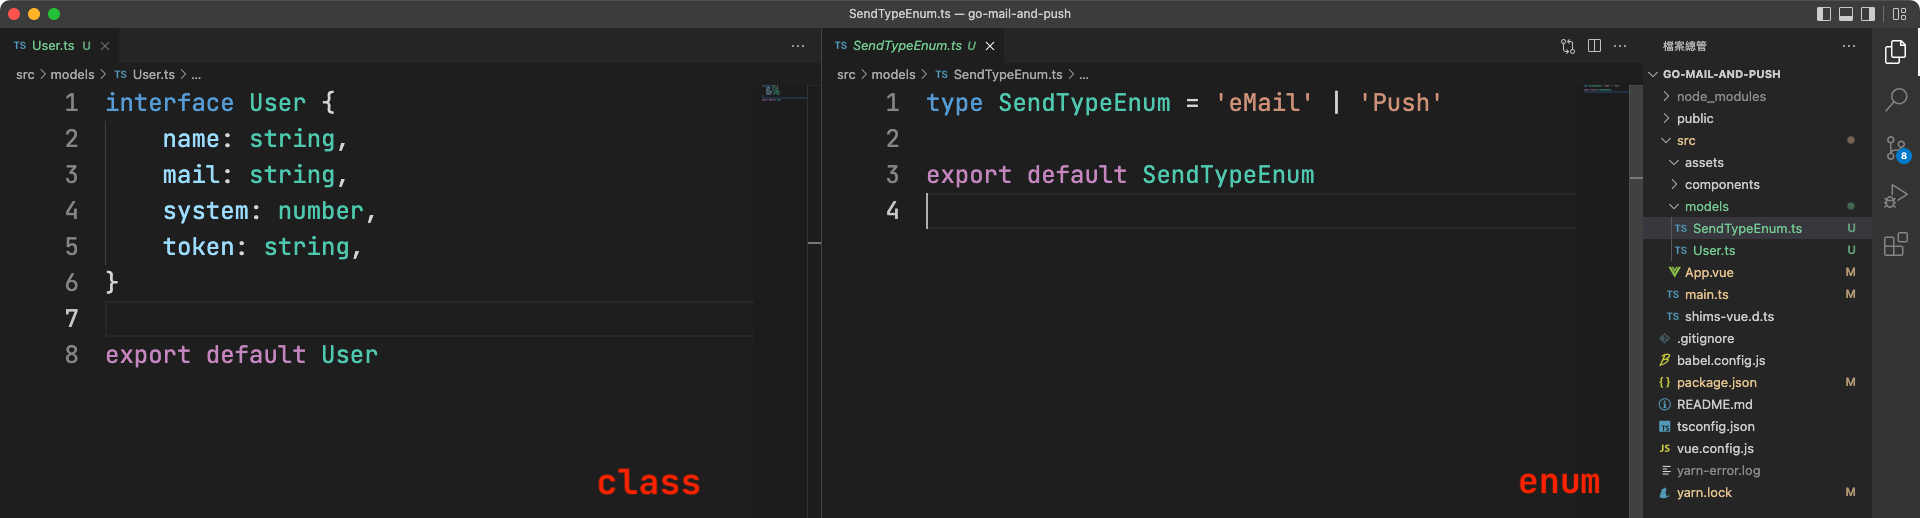 SendTypeEnum.ts — go-mail-and-push
TS User.ts U
src > models > TS User.ts > ...
1 interface User {
2 name: string,
3 mail: string,
4 system: number,
5 token: string,
6 }
7
8 export default User
class
TS SendTypeEnum.ts U
src > models > TS SendTypeEnum.ts > ...
1 type SendTypeEnum = 'eMail' | 'Push'
2
3 export default SendTypeEnum
4
enum
檔案總管
GO-MAIL-AND-PUSH
node_modules
public
src
assets
components
models
TS SendTypeEnum.ts U
TS User.ts U
App.vue M
TS main.ts M
TS shims-vue.d.ts
.gitignore
babel.config.js
{} package.json M
README.md
TS tsconfig.json
JS vue.config.js
yarn-error.log
yarn.lock M
8